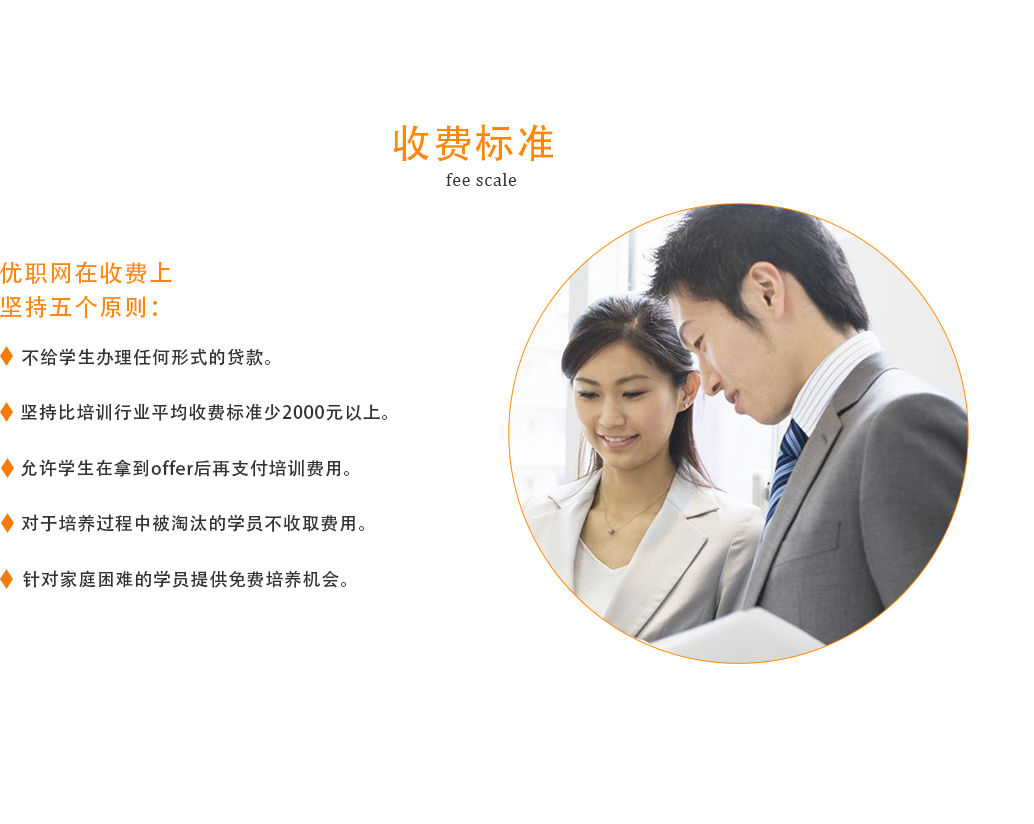 收费标准
fee scale
优职网在收费上
坚持五个原则：
不给学生办理任何形式的贷款。
坚持比培训行业平均收费标准少2000元以上。
允许学生在拿到offer后再支付培训费用。
对于培养过程中被淘汰的学员不收取费用。
针对家庭困难的学员提供免费培养机会。